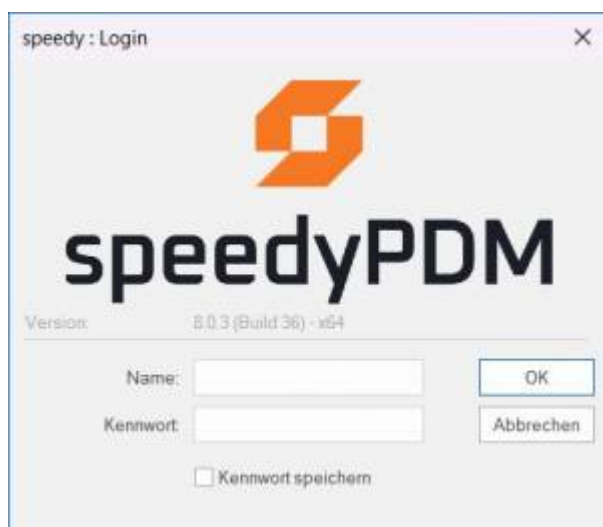 speedy : Login
speedyPDM
Version: 8.0.3 (Build 36) - x64
Name:
OK
Kennwort:
Abbrechen
Kennwort speichern